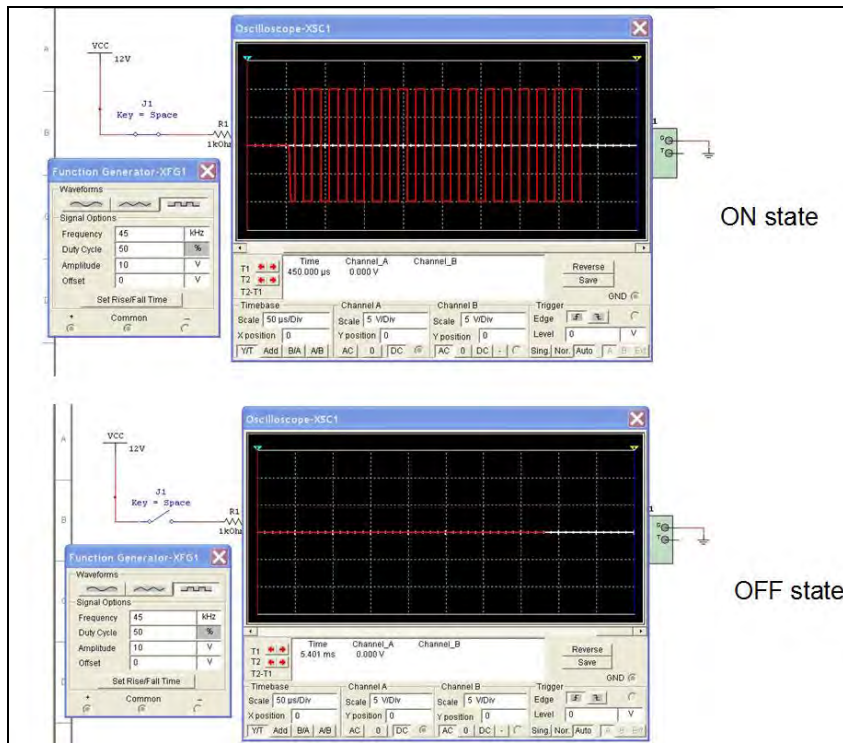 Oscilloscope-XSC1
A
VCC
12V
J1
Key = Space
R1
B
1kOhm
1
G
T
ON state
Function Generator-XFG1
Waveforms
Signal Options
Frequency 45 kHz
Duty Cycle 50 %
Amplitude 10 V
Offset 0 V
Set Rise/Fall Time
+ Common −
Time Channel_A Channel_B
T1 450.000 µs 0.000 V
T2
T2-T1
Reverse
Save
GND
Timebase Channel A Channel B Trigger
Scale 50 µs/Div Scale 5 V/Div Scale 5 V/Div Edge
X position 0 Y position 0 Y position 0 Level 0 V
Y/T Add B/A A/B AC 0 DC AC 0 DC - Sing. Nor. Auto A B Ext
Oscilloscope-XSC1
A
VCC
12V
J1
Key = Space
R1
B
1kOhm
1
G
T
OFF state
Function Generator-XFG1
Waveforms
Signal Options
Frequency 45 kHz
Duty Cycle 50 %
Amplitude 10 V
Offset 0 V
Set Rise/Fall Time
+ Common −
Time Channel_A Channel_B
T1 5.401 ms 0.000 V
T2
T2-T1
Reverse
Save
GND
Timebase Channel A Channel B Trigger
Scale 50 µs/Div Scale 5 V/Div Scale 5 V/Div Edge
X position 0 Y position 0 Y position 0 Level 0 V
Y/T Add B/A A/B AC 0 DC AC 0 DC - Sing. Nor. Auto A B Ext